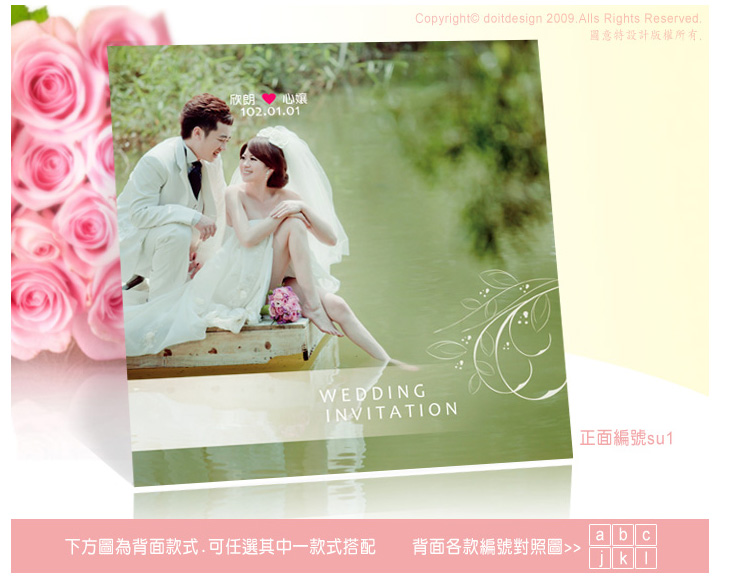 Copyright© doitdesign 2009.Alls Rights Reserved.
圖意特設計版權所有.
欣朗 ♥ 心孃
102.01.01
WEDDING
INVITATION
正面編號su1
下方圖為背面款式.可任選其中一款式搭配 背面各款編號對照圖>>
a b c
j k l